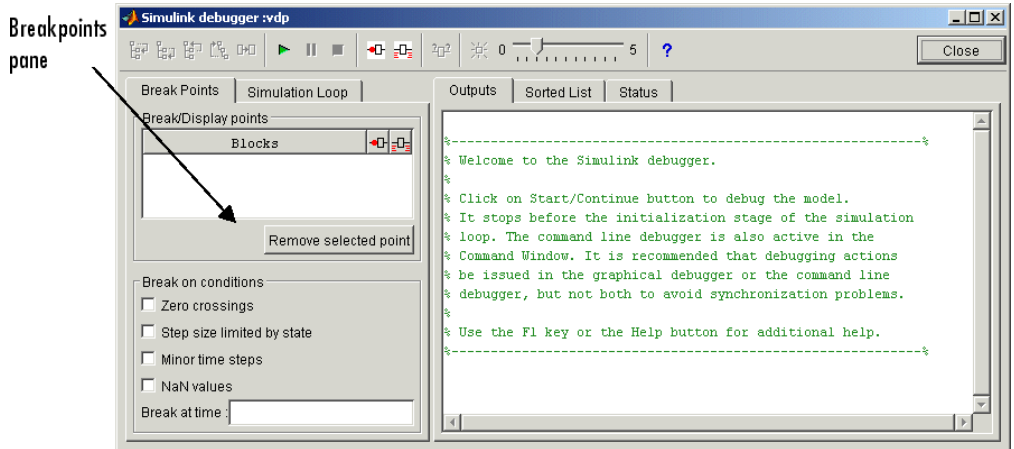 Breakpoints
pane
Simulink debugger :vdp
0
5
?
Close
Break Points
Simulation Loop
Outputs
Sorted List
Status
Break/Display points
Blocks
Remove selected point
Break on conditions
Zero crossings
Step size limited by state
Minor time steps
NaN values
Break at time :
%----------------------------------------------------------------%
% Welcome to the Simulink debugger.
%
% Click on Start/Continue button to debug the model.
% It stops before the initialization stage of the simulation
% loop. The command line debugger is also active in the
% Command Window. It is recommended that debugging actions
% be issued in the graphical debugger or the command line
% debugger, but not both to avoid synchronization problems.
%
% Use the F1 key or the Help button for additional help.
%----------------------------------------------------------------%